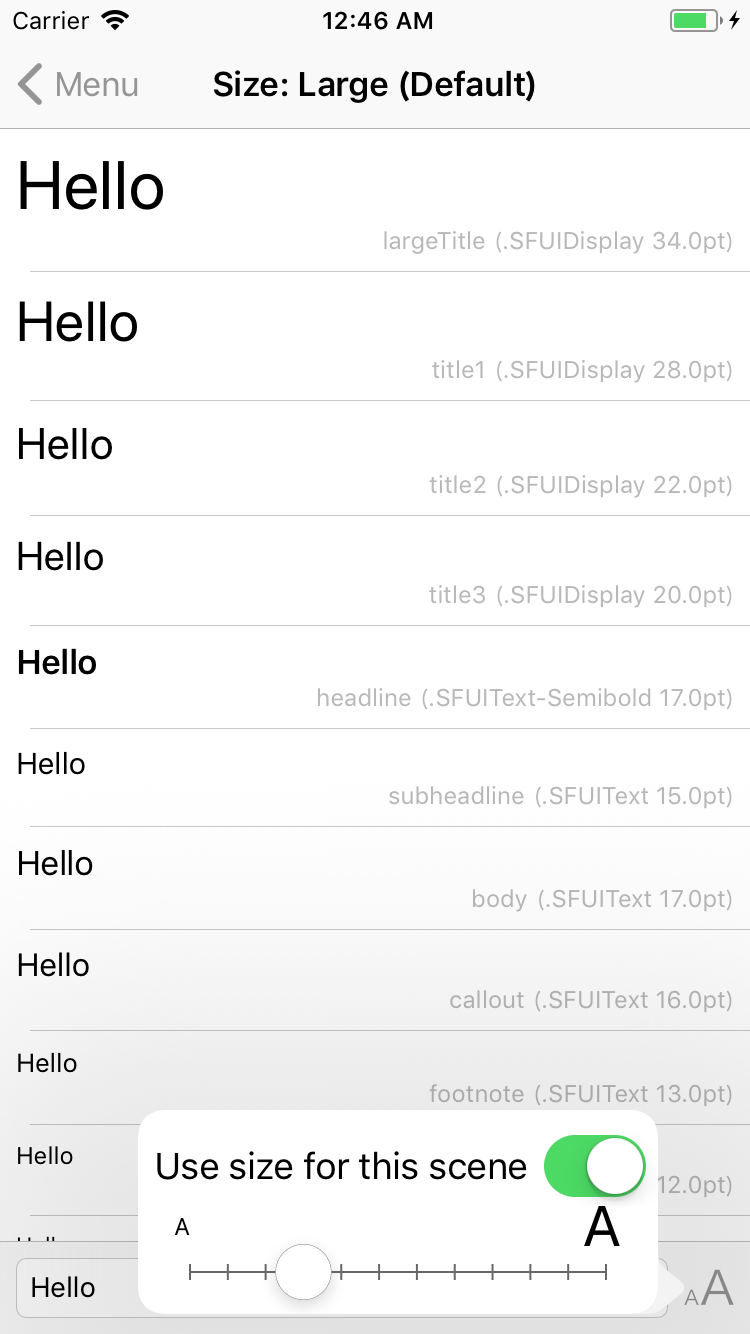 Carrier 12:46 AM
Menu Size: Large (Default)
Hello
largeTitle (.SFUIDisplay 34.0pt)
Hello
title1 (.SFUIDisplay 28.0pt)
Hello
title2 (.SFUIDisplay 22.0pt)
Hello
title3 (.SFUIDisplay 20.0pt)
Hello
headline (.SFUIText-Semibold 17.0pt)
Hello
subheadline (.SFUIText 15.0pt)
Hello
body (.SFUIText 17.0pt)
Hello
callout (.SFUIText 16.0pt)
Hello
footnote (.SFUIText 13.0pt)
Hello
12.0pt)
Use size for this scene
A A
Hello AA